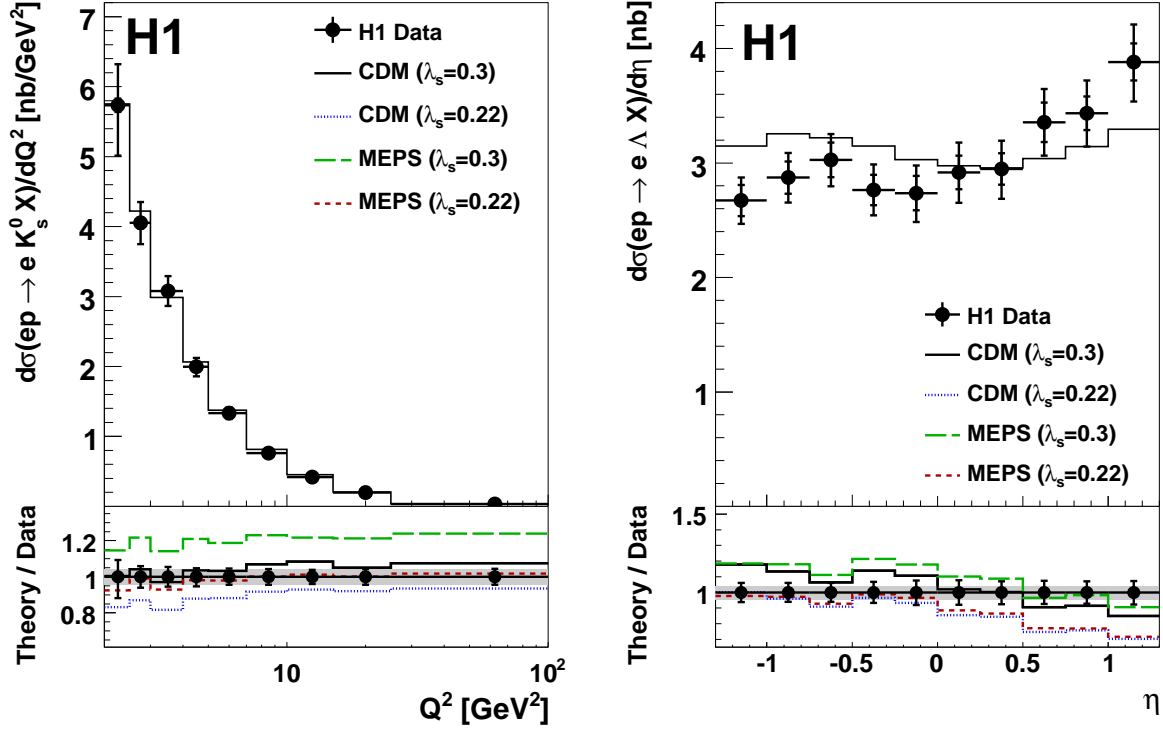 H1
dσ(ep → e K⁰ₛ X)/dQ² [nb/GeV²]
7
6
5
4
3
2
1
H1 Data
CDM (λₛ=0.3)
CDM (λₛ=0.22)
MEPS (λₛ=0.3)
MEPS (λₛ=0.22)
Theory / Data
1.2
1
0.8
10
10²
Q² [GeV²]
H1
dσ(ep → e Λ X)/dη [nb]
4
3
2
1
H1 Data
CDM (λₛ=0.3)
CDM (λₛ=0.22)
MEPS (λₛ=0.3)
MEPS (λₛ=0.22)
Theory / Data
1.5
1
-1 -0.5 0 0.5 1
η